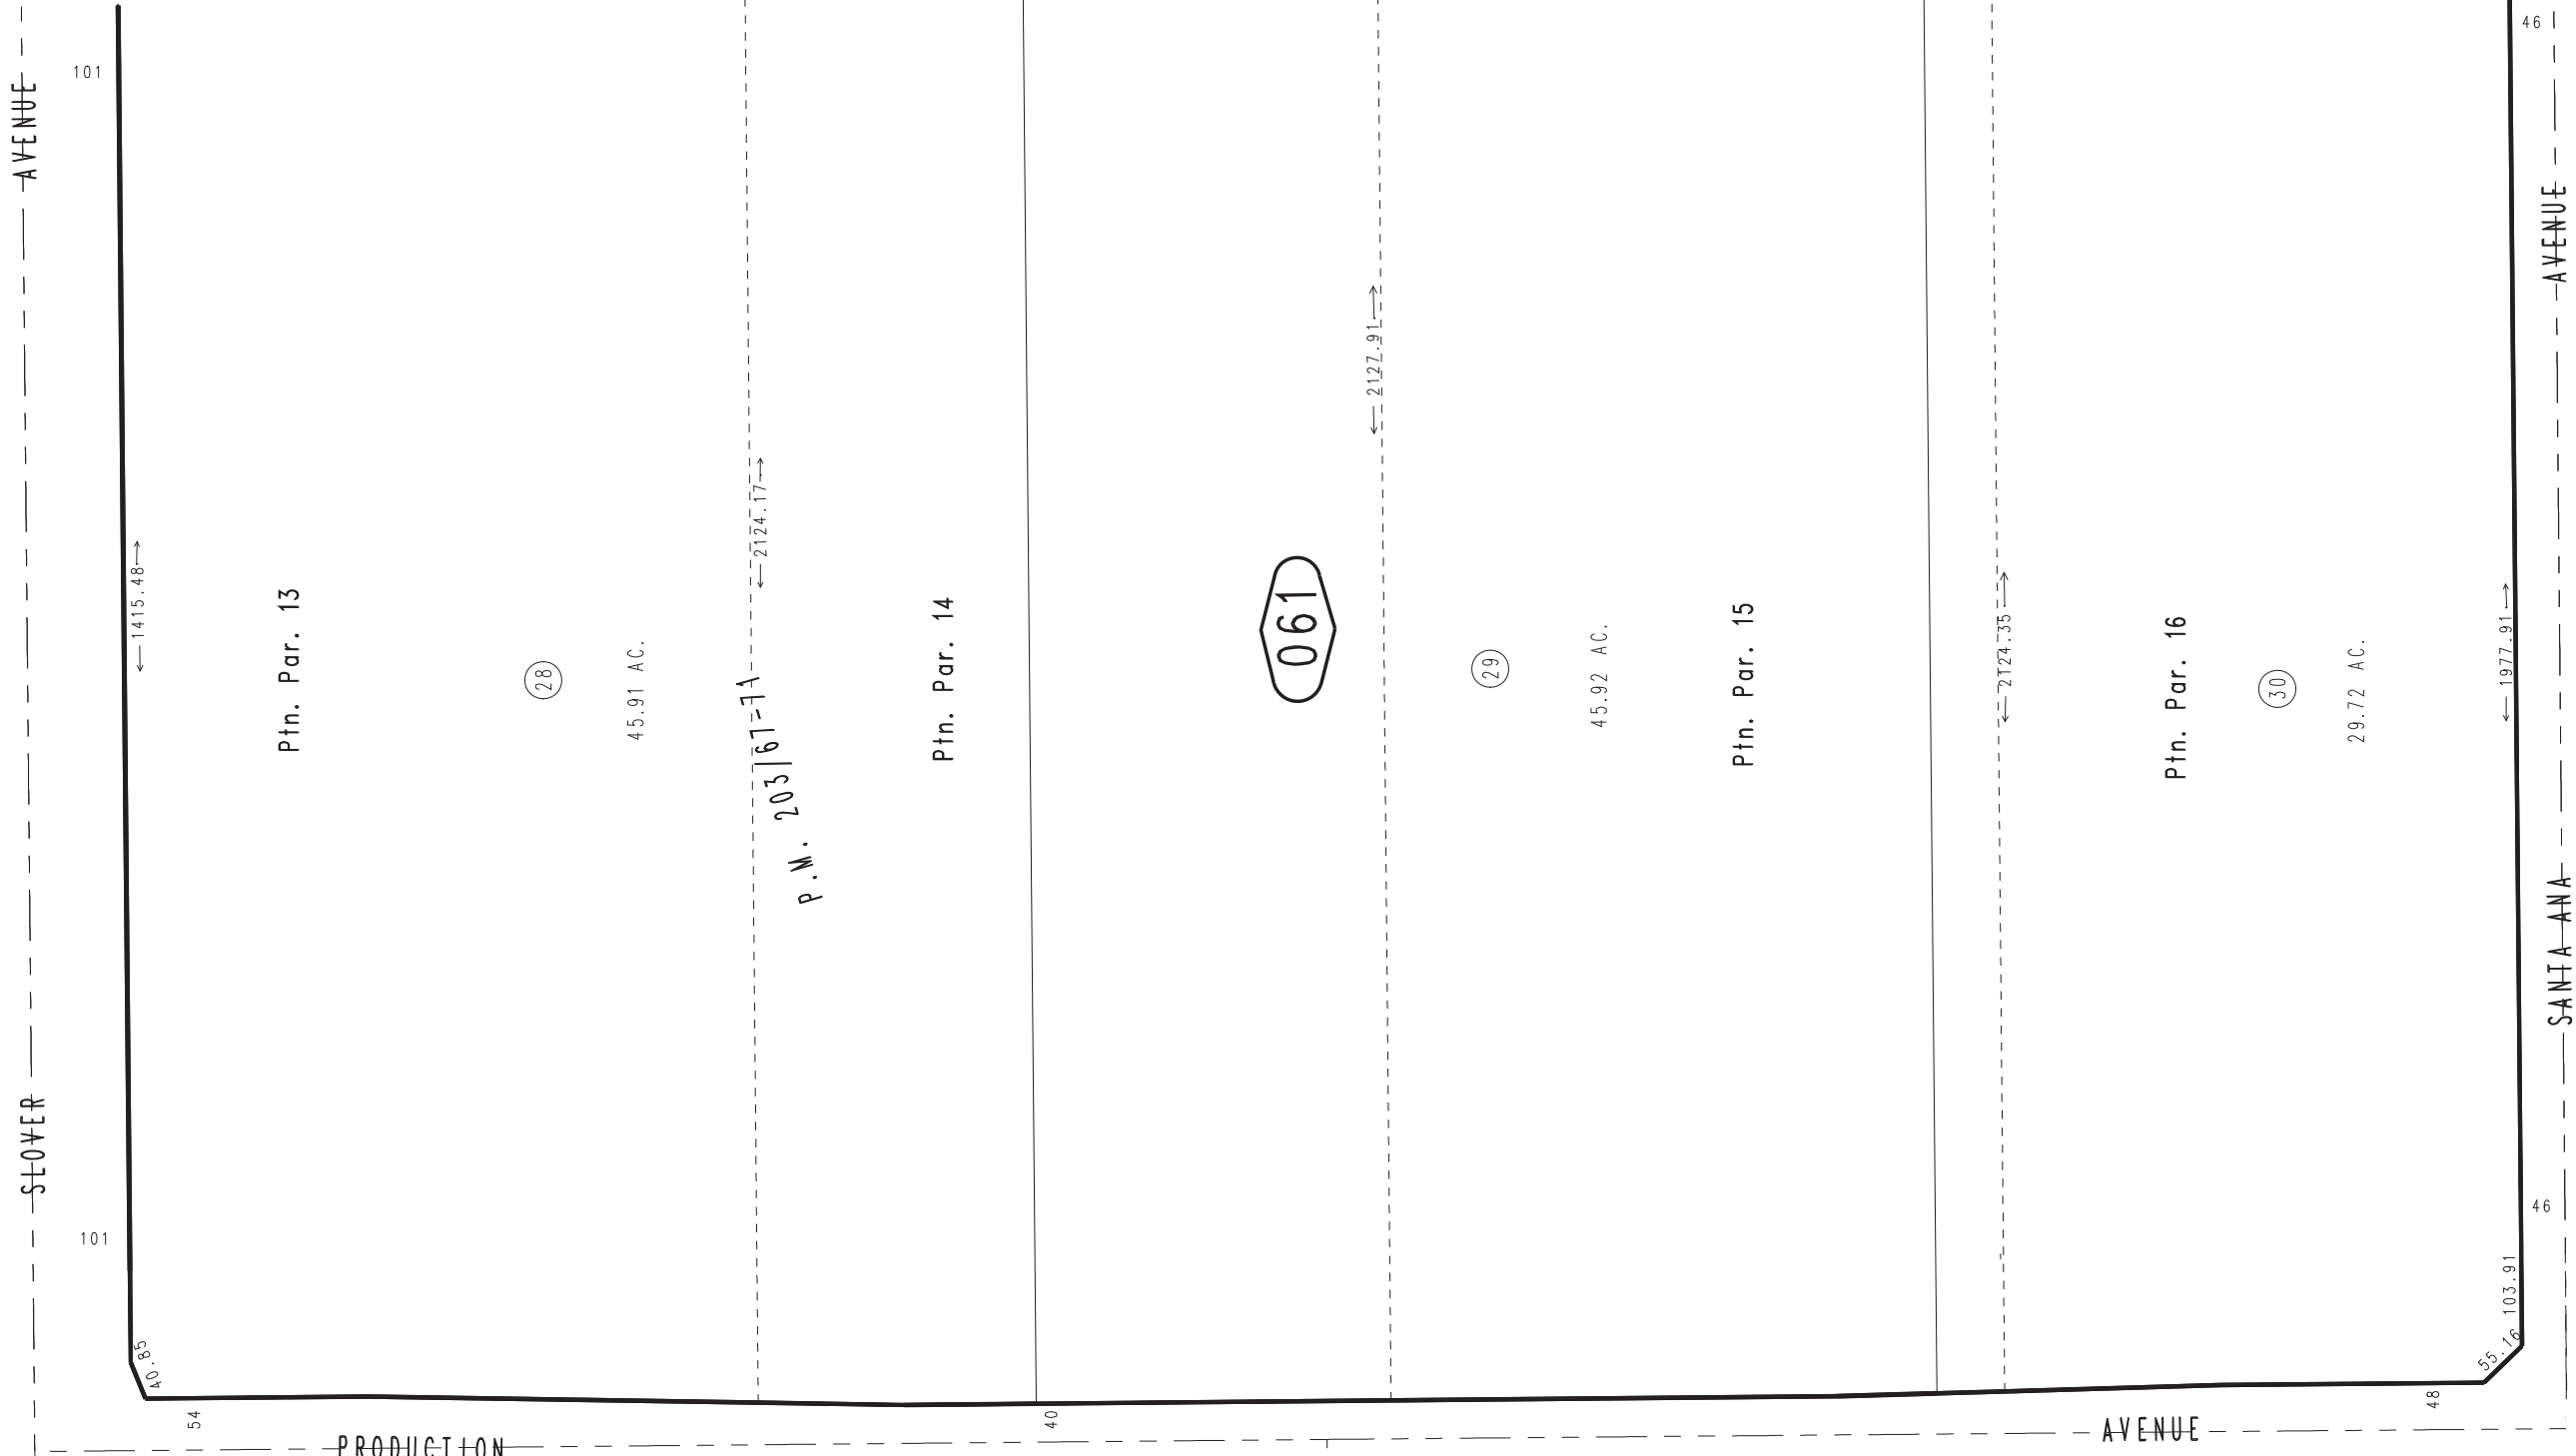 SLOVER AVENUE
101
101
1415.48
40.85
Ptn. Par. 13
28
45.91 AC.
2124.17
P.M. 203/67-71
Ptn. Par. 14
061
2127.91
29
45.92 AC.
Ptn. Par. 15
2124.35
Ptn. Par. 16
30
29.72 AC.
1977.91
103.91
55.16
46
46
SANTA ANA AVENUE
54
40
48
PRODUCTION AVENUE